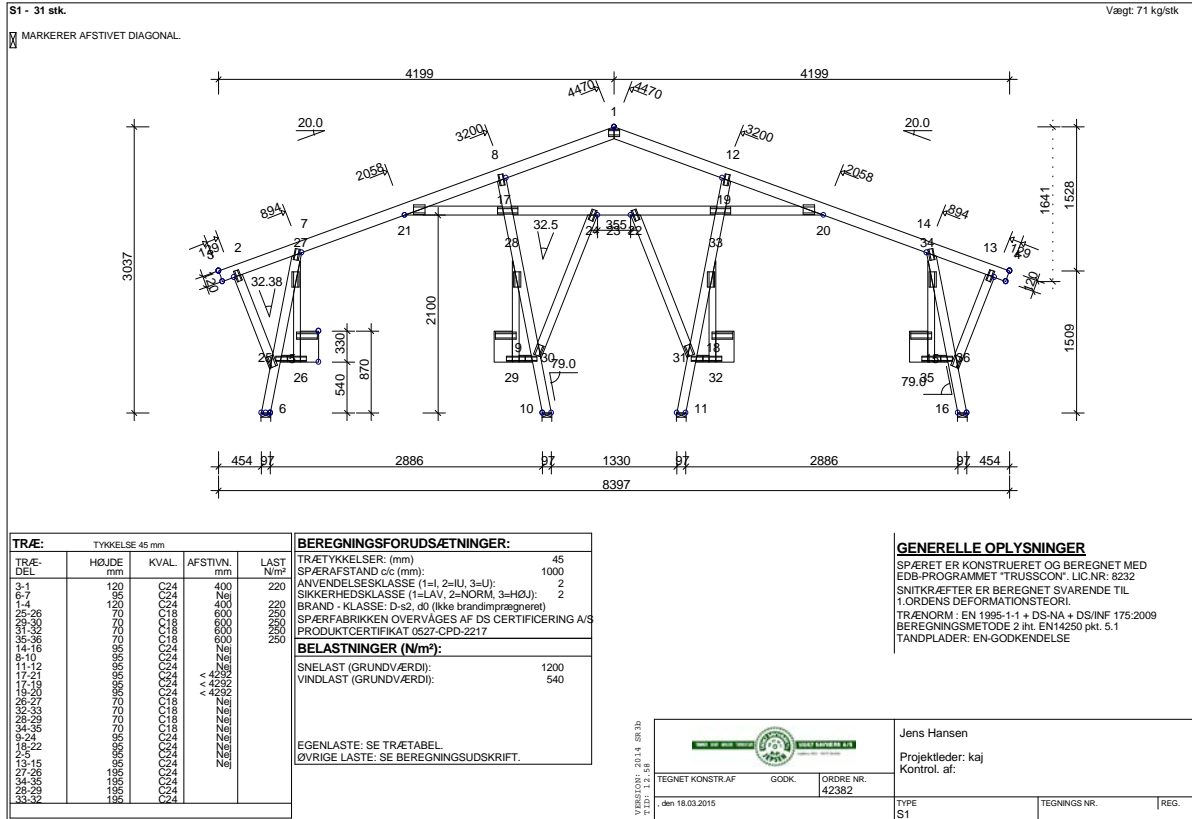 S1 - 31 stk.
Vægt: 71 kg/stk
MARKERER AFSTIVET DIAGONAL.
4199
4199
4470
4470
1
20.0
20.0
3200
3200
8
12
2058
2058
17
19
894
894
7
14
21
20
24
355
22
23
32.5
28
33
27
34
129
2
3
13
129
4
120
120
32.38
3037
2100
1641
1528
1509
330
540
870
25
5
26
9
30
29
31
18
32
15
36
35
79.0
79.0
6
10
11
16
454
97
2886
97
1330
97
2886
97
454
8397
TRÆ: TYKKELSE 45 mm
TRÆ-DEL HØJDE mm KVAL. AFSTIVN. mm LAST N/m²
3-1 120 C24 400 220
6-7 95 C24 Nej
1-4 120 C24 400 220
25-26 70 C18 600 250
29-30 70 C18 600 250
31-32 70 C18 600 250
35-36 70 C18 600 250
14-16 95 C24 Nej
8-10 95 C24 Nej
11-12 95 C24 Nej
17-21 95 C24 < 4292
17-19 95 C24 < 4292
19-20 95 C24 < 4292
26-27 70 C18 Nej
32-33 70 C18 Nej
28-29 70 C18 Nej
34-35 70 C18 Nej
9-24 95 C24 Nej
18-22 95 C24 Nej
2-5 95 C24 Nej
13-15 95 C24 Nej
27-26 195 C24
34-35 195 C24
28-29 195 C24
33-32 195 C24
BEREGNINGSFORUDSÆTNINGER:
TRÆTYKKELSER: (mm) 45
SPÆRAFSTAND c/c (mm): 1000
ANVENDELSESKLASSE (1=I, 2=IU, 3=U): 2
SIKKERHEDSKLASSE (1=LAV, 2=NORM, 3=HØJ): 2
BRAND - KLASSE: D-s2, d0 (Ikke brandimprægneret)
SPÆRFABRIKKEN OVERVÅGES AF DS CERTIFICERING A/S
PRODUKTCERTIFIKAT 0527-CPD-2217
BELASTNINGER (N/m²):
SNELAST (GRUNDVÆRDI): 1200
VINDLAST (GRUNDVÆRDI): 540
EGENLASTE: SE TRÆTABEL.
ØVRIGE LASTE: SE BEREGNINGSUDSKRIFT.
GENERELLE OPLYSNINGER
SPÆRET ER KONSTRUERET OG BEREGNET MED
EDB-PROGRAMMET "TRUSSCON". LIC.NR: 8232
SNITKRÆFTER ER BEREGNET SVARENDE TIL
1.ORDENS DEFORMATIONSTEORI.
TRÆNORM : EN 1995-1-1 + DS-NA + DS/INF 175:2009
BEREGNINGSMETODE 2 iht. EN14250 pkt. 5.1
TANDPLADER: EN-GODKENDELSE
VERSION: 2014 SR3b
TID: 12.58
JEPSEN
TEGNET KONSTR.AF GODK. ORDRE NR.
42382
, den 18.03.2015
Jens Hansen
Projektleder: kaj
Kontrol. af:
TYPE
S1
TEGNINGS NR.
REG.